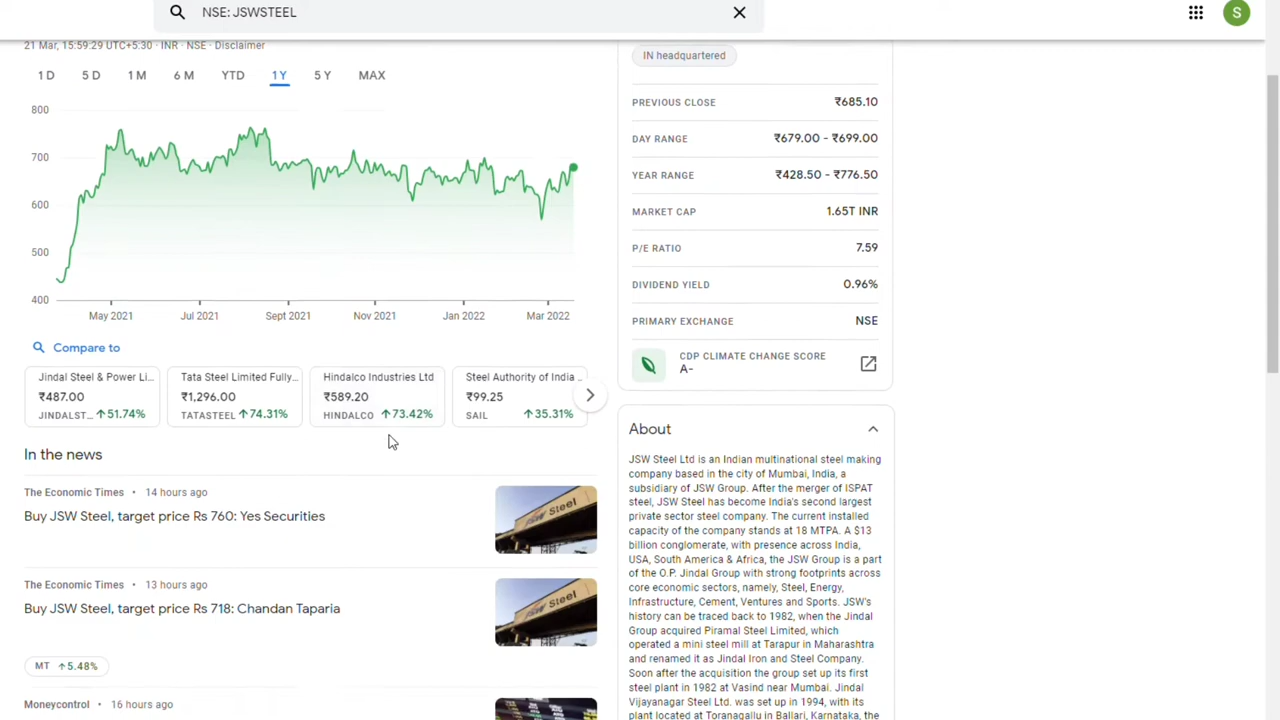 NSE: JSWSTEEL
S
21 Mar, 15:59:29 UTC+5:30 · INR · NSE · Disclaimer
1 D 5 D 1 M 6 M YTD 1 Y 5 Y MAX
800
700
600
500
400
May 2021 Jul 2021 Sept 2021 Nov 2021 Jan 2022 Mar 2022
Compare to
Jindal Steel & Power Li...
₹487.00
JINDALST... ↑51.74%
Tata Steel Limited Fully...
₹1,296.00
TATASTEEL ↑74.31%
Hindalco Industries Ltd
₹589.20
HINDALCO ↑73.42%
Steel Authority of India ..
₹99.25
SAIL ↑35.31%
In the news
The Economic Times • 14 hours ago
Buy JSW Steel, target price Rs 760: Yes Securities
JSW Steel
The Economic Times • 13 hours ago
Buy JSW Steel, target price Rs 718: Chandan Taparia
JSW Steel
MT ↑5.48%
Moneycontrol • 16 hours ago
IN headquartered
PREVIOUS CLOSE ₹685.10
DAY RANGE ₹679.00 - ₹699.00
YEAR RANGE ₹428.50 - ₹776.50
MARKET CAP 1.65T INR
P/E RATIO 7.59
DIVIDEND YIELD 0.96%
PRIMARY EXCHANGE NSE
CDP CLIMATE CHANGE SCORE
A-
About
JSW Steel Ltd is an Indian multinational steel making
company based in the city of Mumbai, India, a
subsidiary of JSW Group. After the merger of ISPAT
steel, JSW Steel has become India's second largest
private sector steel company. The current installed
capacity of the company stands at 18 MTPA. A $13
billion conglomerate, with presence across India,
USA, South America & Africa, the JSW Group is a part
of the O.P. Jindal Group with strong footprints across
core economic sectors, namely, Steel, Energy,
Infrastructure, Cement, Ventures and Sports. JSW's
history can be traced back to 1982, when the Jindal
Group acquired Piramal Steel Limited, which
operated a mini steel mill at Tarapur in Maharashtra
and renamed it as Jindal Iron and Steel Company.
Soon after the acquisition the group set up its first
steel plant in 1982 at Vasind near Mumbai. Jindal
Vijayanagar Steel Ltd. was set up in 1994, with its
plant located at Toranagallu in Ballari, Karnataka, the